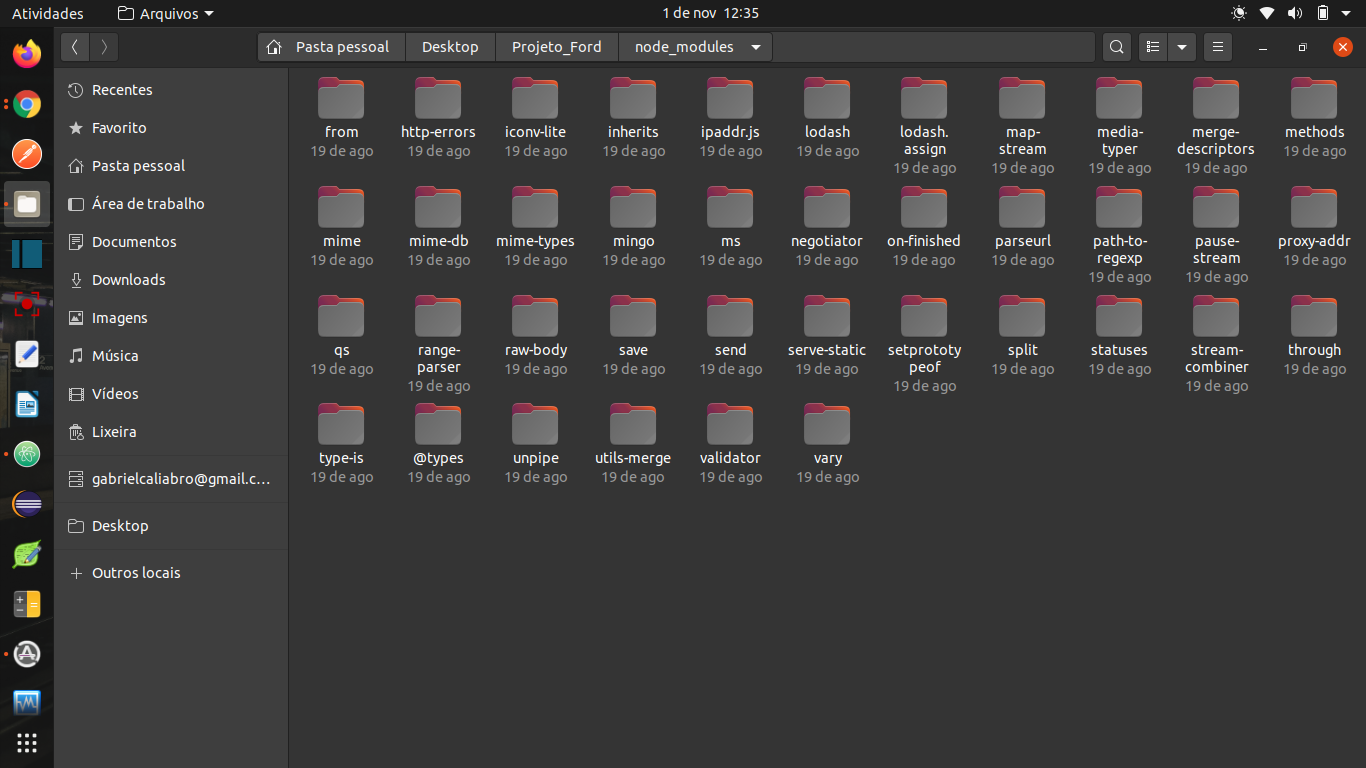 Atividades
Arquivos
1 de nov 12:35
Pasta pessoal
Desktop
Projeto_Ford
node_modules
Recentes
Favorito
Pasta pessoal
Área de trabalho
Documentos
Downloads
Imagens
Música
Vídeos
Lixeira
gabrielcaliabro@gmail.c...
Desktop
Outros locais
from
19 de ago
http-errors
19 de ago
iconv-lite
19 de ago
inherits
19 de ago
ipaddr.js
19 de ago
lodash
19 de ago
lodash.
assign
19 de ago
map-
stream
19 de ago
media-
typer
19 de ago
merge-
descriptors
19 de ago
methods
19 de ago
mime
19 de ago
mime-db
19 de ago
mime-types
19 de ago
mingo
19 de ago
ms
19 de ago
negotiator
19 de ago
on-finished
19 de ago
parseurl
19 de ago
path-to-
regexp
19 de ago
pause-
stream
19 de ago
proxy-addr
19 de ago
qs
19 de ago
range-
parser
19 de ago
raw-body
19 de ago
save
19 de ago
send
19 de ago
serve-static
19 de ago
setprototy
peof
19 de ago
split
19 de ago
statuses
19 de ago
stream-
combiner
19 de ago
through
19 de ago
type-is
19 de ago
@types
19 de ago
unpipe
19 de ago
utils-merge
19 de ago
validator
19 de ago
vary
19 de ago